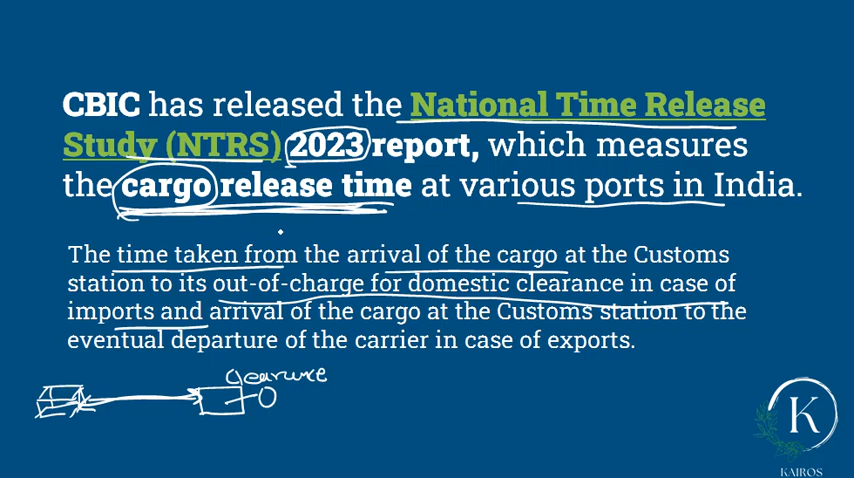 CBIC has released the National Time Release
Study (NTRS) 2023 report, which measures
the cargo release time at various ports in India.
The time taken from the arrival of the cargo at the Customs
station to its out-of-charge for domestic clearance in case of
imports and arrival of the cargo at the Customs station to the
eventual departure of the carrier in case of exports.
K
KAIROS